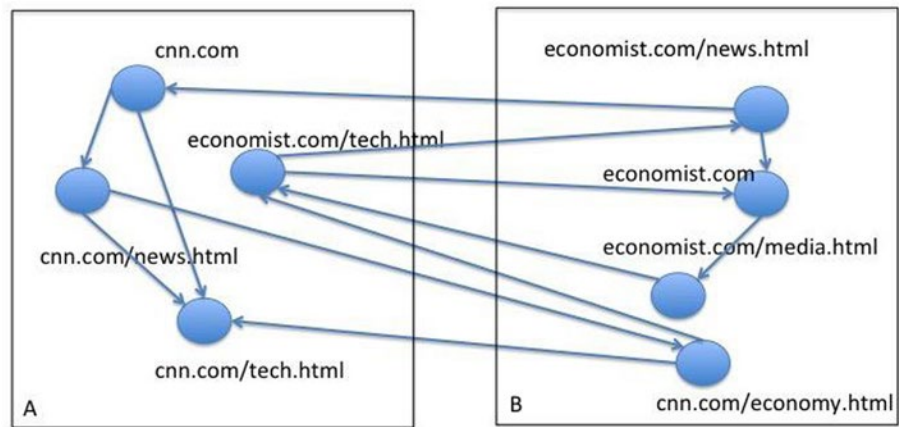 cnn.com
economist.com/tech.html
cnn.com/news.html
cnn.com/tech.html
A
economist.com/news.html
economist.com
economist.com/media.html
cnn.com/economy.html
B